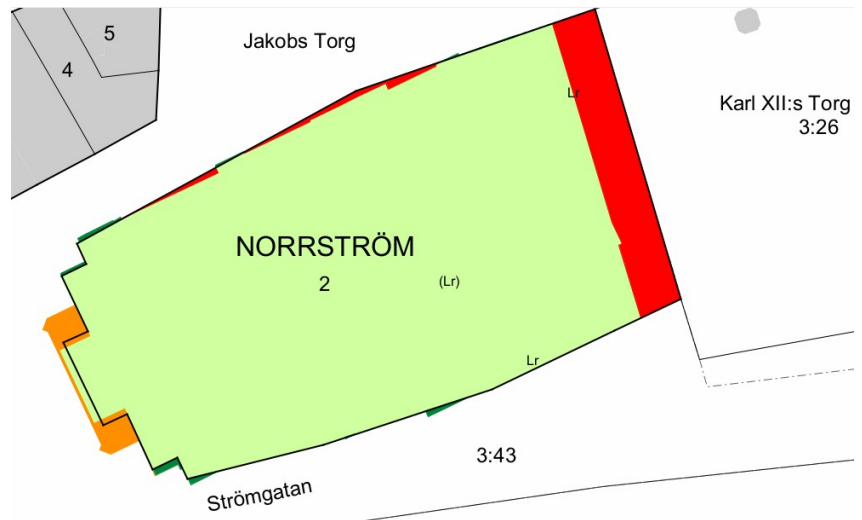 5
4
Jakobs Torg
Lr
Karl XII:s Torg
3:26
NORRSTRÖM
2
(Lr)
Lr
3:43
Strömgatan